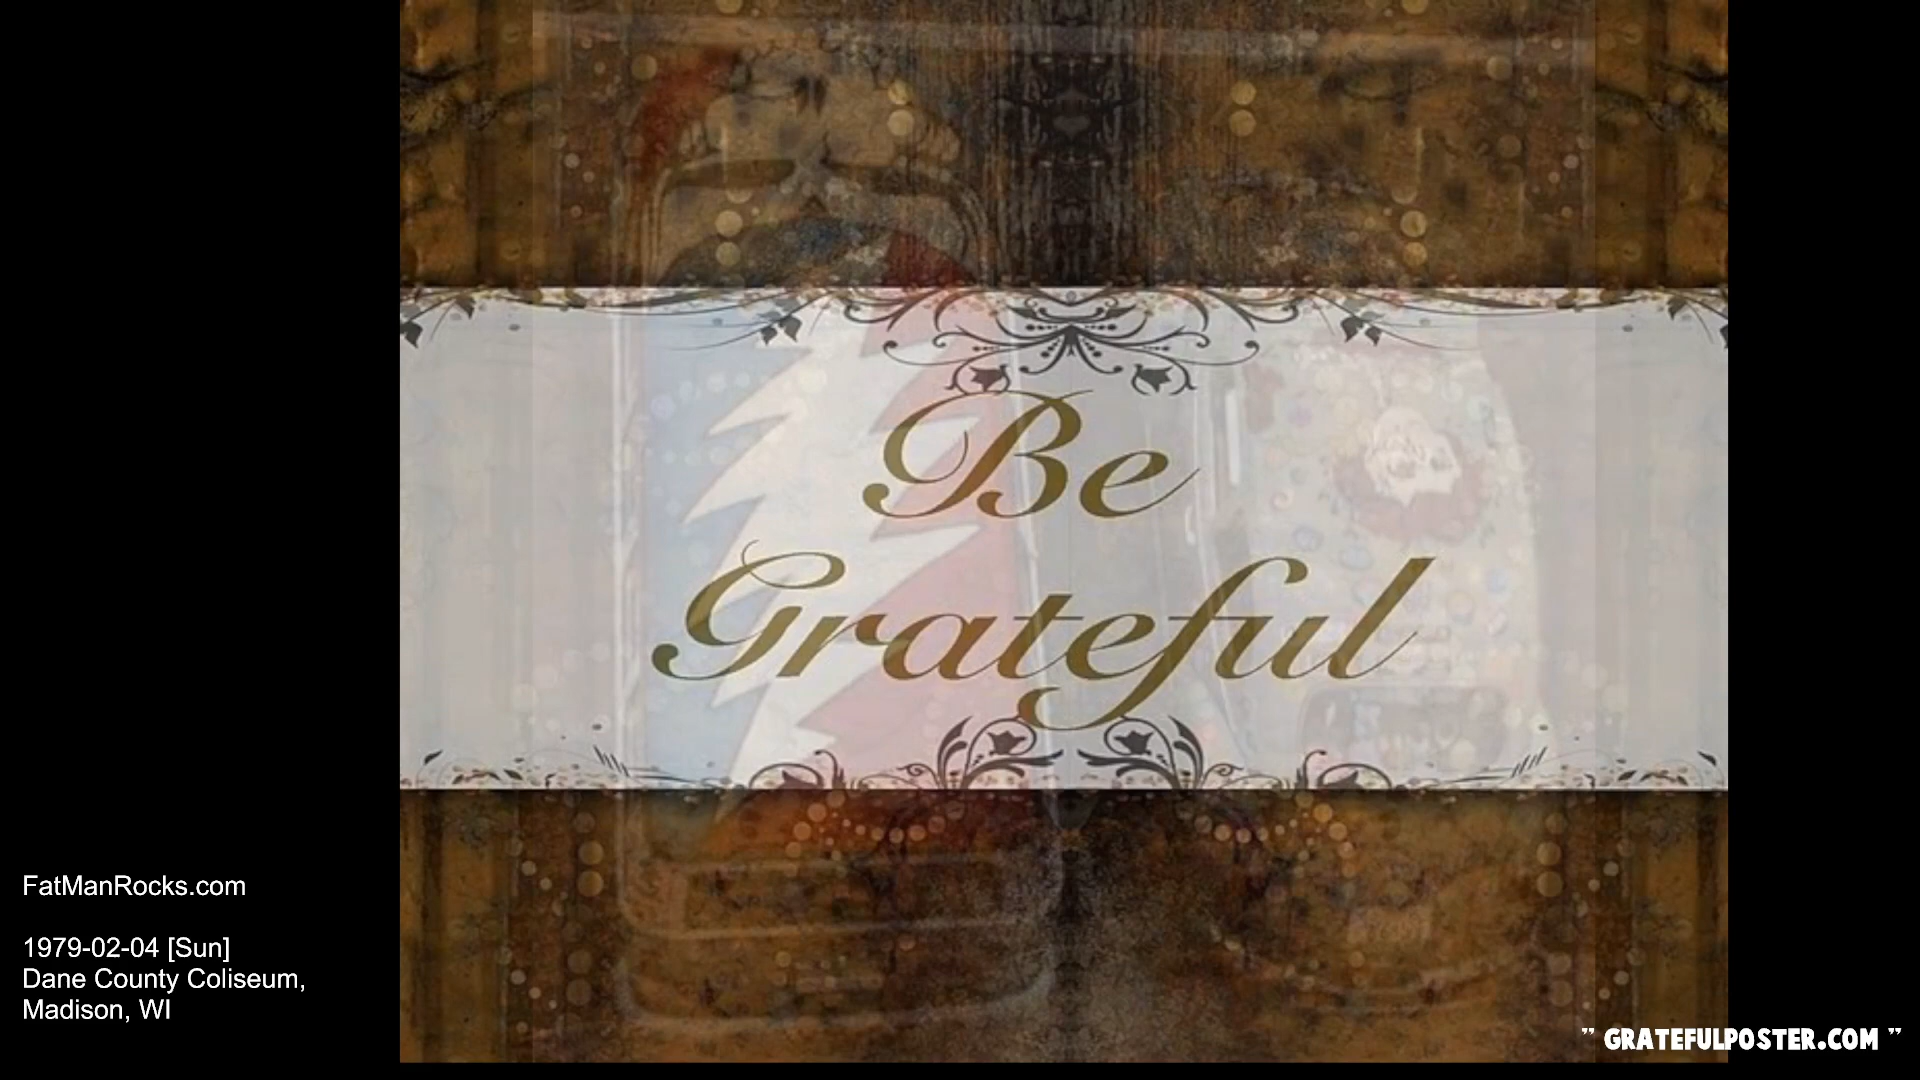 Be
Grateful
FatManRocks.com
1979-02-04 [Sun]
Dane County Coliseum,
Madison, WI
" GRATEFULPOSTER.COM "